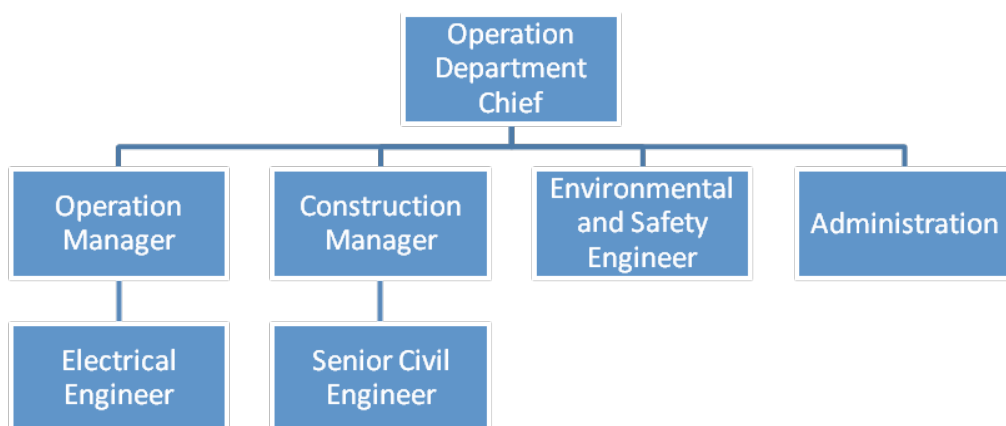 Operation
Department
Chief
Operation
Manager
Construction
Manager
Environmental
and Safety
Engineer
Administration
Electrical
Engineer
Senior Civil
Engineer